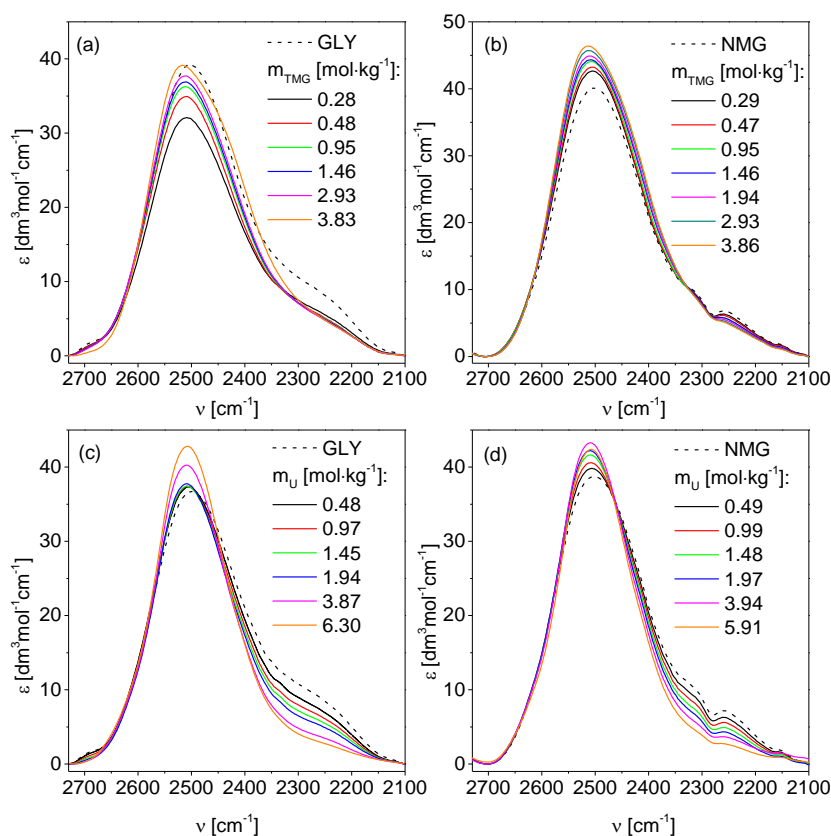 (a)
GLY
m_TMG [mol·kg⁻¹]:
0.28
0.48
0.95
1.46
2.93
3.83
ε [dm³mol⁻¹cm⁻¹]
40
30
20
10
0
2700 2600 2500 2400 2300 2200 2100
ν [cm⁻¹]
(b)
NMG
m_TMG [mol·kg⁻¹]:
0.29
0.47
0.95
1.46
1.94
2.93
3.86
ε [dm³mol⁻¹cm⁻¹]
50
40
30
20
10
0
2700 2600 2500 2400 2300 2200 2100
ν [cm⁻¹]
(c)
GLY
m_U [mol·kg⁻¹]:
0.48
0.97
1.45
1.94
3.87
6.30
ε [dm³mol⁻¹cm⁻¹]
40
30
20
10
0
2700 2600 2500 2400 2300 2200 2100
ν [cm⁻¹]
(d)
NMG
m_U [mol·kg⁻¹]:
0.49
0.99
1.48
1.97
3.94
5.91
ε [dm³mol⁻¹cm⁻¹]
40
30
20
10
0
2700 2600 2500 2400 2300 2200 2100
ν [cm⁻¹]